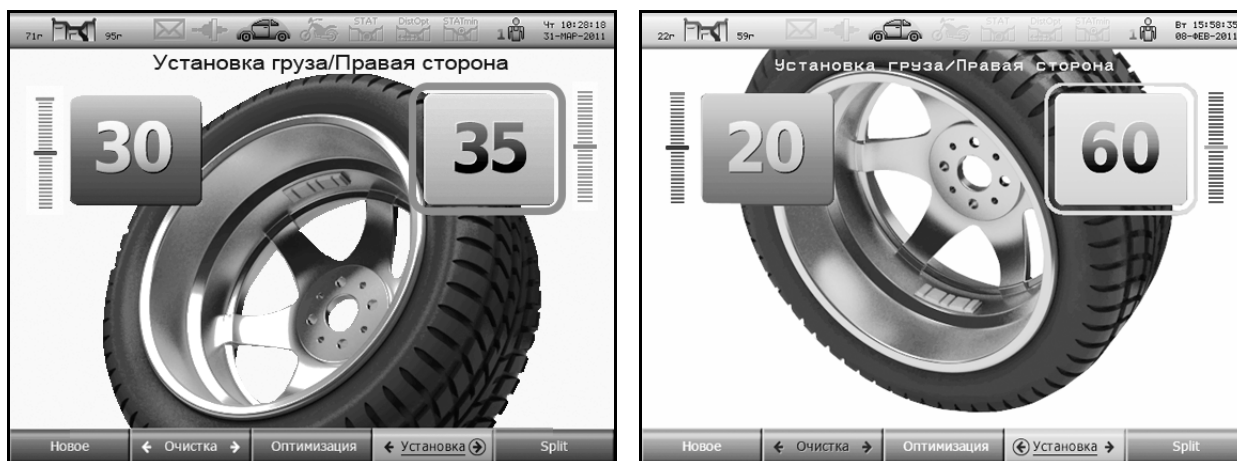 71г 95г STAT DistOpt STATmin 1 Чт 10:28:18
31-МАР-2011
Установка груза/Правая сторона
30 35
Новое Очистка Оптимизация Установка Split
22г 59г STAT DistOpt STATmin 1 Вт 15:58:35
08-ФЕВ-2011
Установка груза/Правая сторона
20 60
Новое Очистка Оптимизация Установка Split